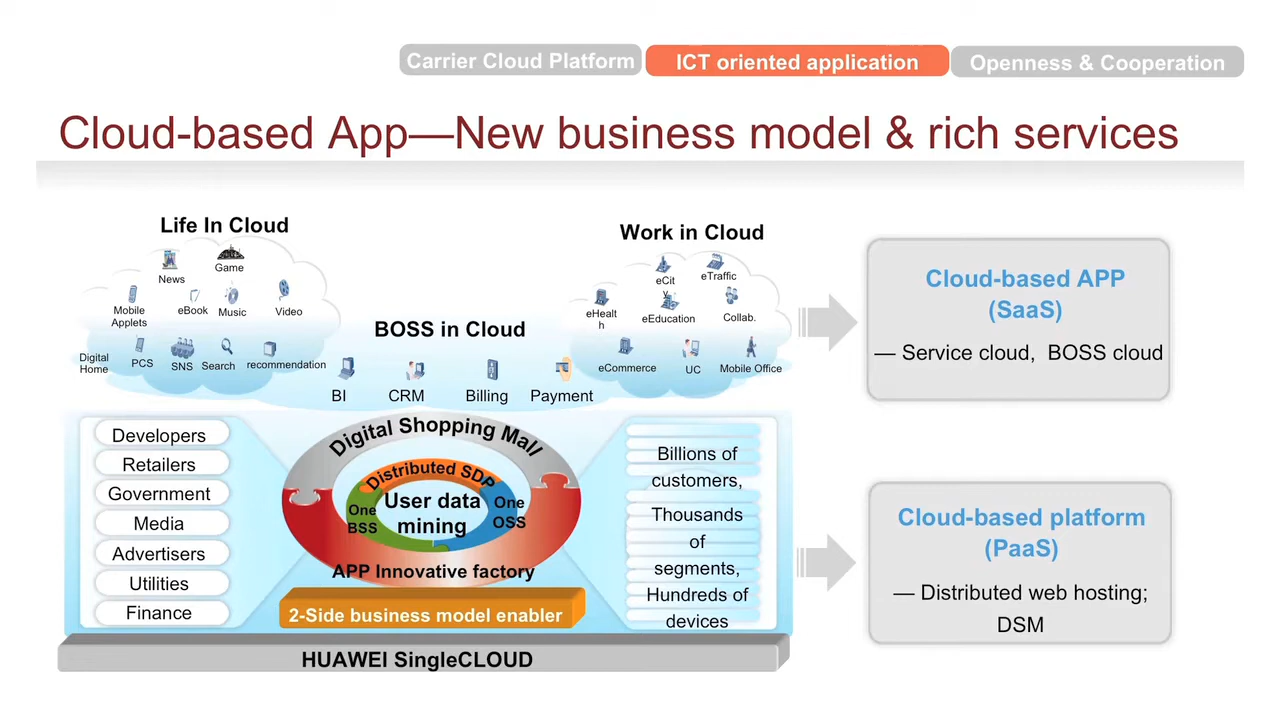 Carrier Cloud Platform
ICT oriented application
Openness & Cooperation
Cloud-based App—New business model & rich services
Life In Cloud
News
Game
Mobile
Applets
eBook
Music
Video
Digital
Home
PCS
SNS
Search
recommendation
BOSS in Cloud
BI
CRM
Billing
Payment
Work in Cloud
eCit
y
eTraffic
eHealt
h
eEducation
Collab.
eCommerce
UC
Mobile Office
Developers
Retailers
Government
Media
Advertisers
Utilities
Finance
Digital Shopping Mall
Distributed SDP
One
BSS
User data
mining
One
OSS
APP Innovative factory
2-Side business model enabler
Billions of
customers,
Thousands
of
segments,
Hundreds of
devices
HUAWEI SingleCLOUD
Cloud-based APP
(SaaS)
— Service cloud, BOSS cloud
Cloud-based platform
(PaaS)
— Distributed web hosting;
DSM